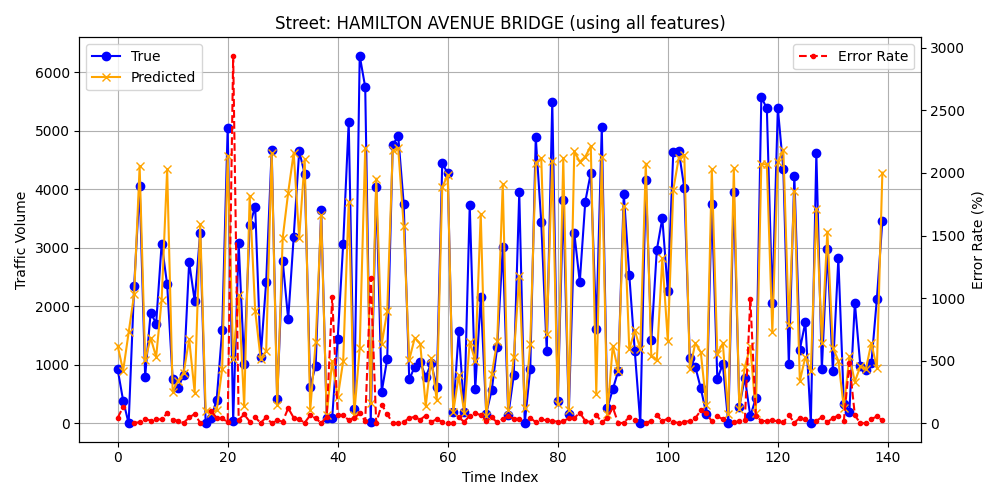 Street: HAMILTON AVENUE BRIDGE (using all features)
True
Predicted
Error Rate
Traffic Volume
6000
5000
4000
3000
2000
1000
0
Error Rate (%)
3000
2500
2000
1500
1000
500
0
0 20 40 60 80 100 120 140
Time Index